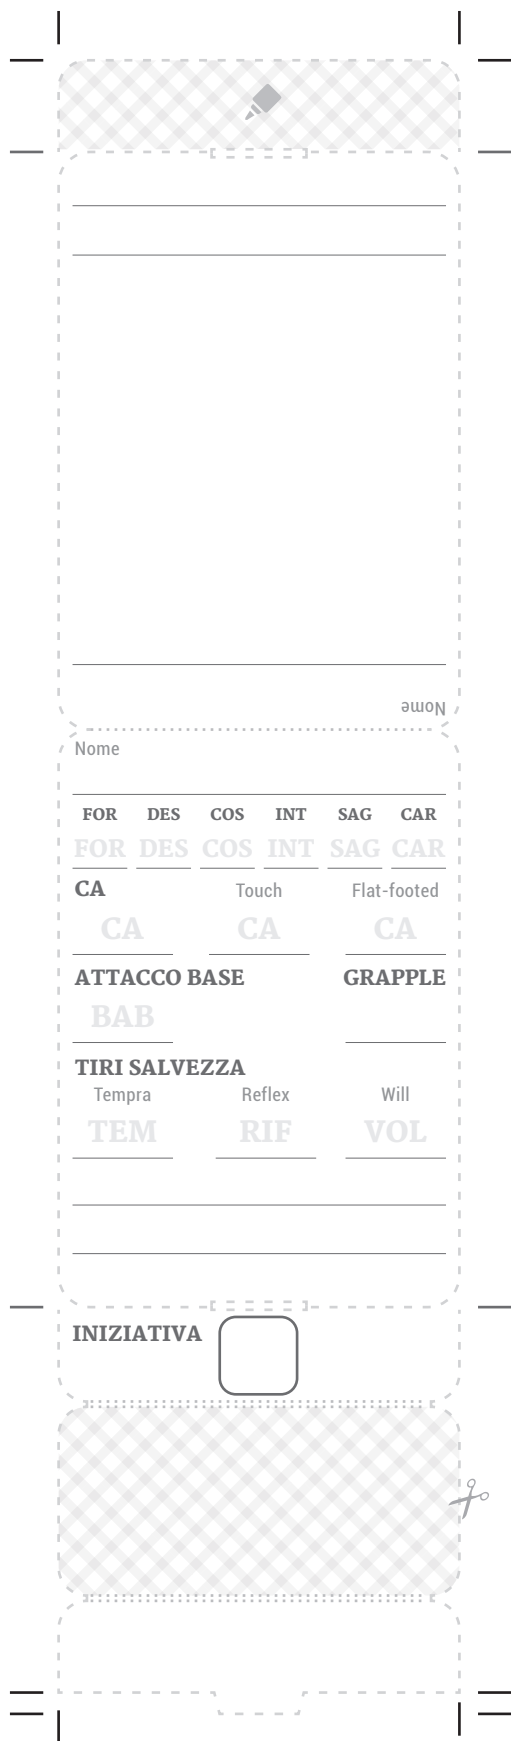 Nome
Nome
FOR DES COS INT SAG CAR
FOR DES COS INT SAG CAR
CA Touch Flat-footed
CA CA CA
ATTACCO BASE GRAPPLE
BAB
TIRI SALVEZZA
Tempra Reflex Will
TEM RIF VOL
INIZIATIVA